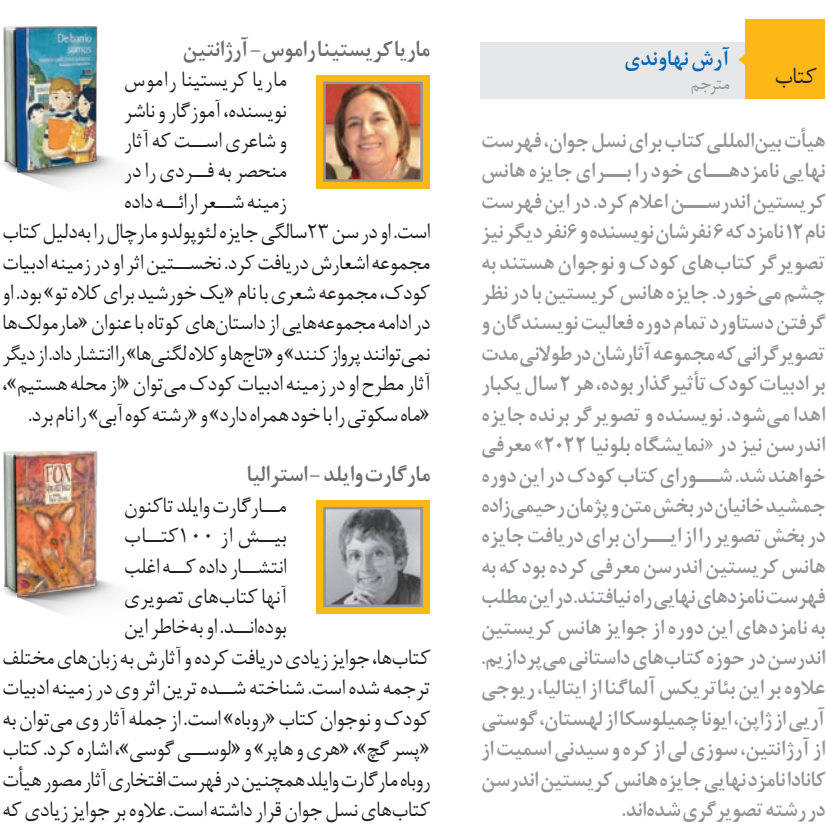 کتاب
آرش نهاوندی
مترجم
هیأت بین‌المللی کتاب برای نسل جوان، فهرست
نهایی نامزدهـــای خود را بـــرای جایزه هانس
کریستین اندرســـن اعلام کرد. در این فهرست
نام ۱۲ نامزد که ۶ نفرشان نویسنده و ۶ نفر دیگر نیز
تصویرگر کتاب‌های کودک و نوجوان هستند به
چشم می‌خورد. جایزه هانس کریستین با در نظر
گرفتن دستاورد تمام دوره فعالیت نویسندگان و
تصویرگرانی که مجموعه آثارشان در طولانی مدت
بر ادبیات کودک تأثیرگذار بوده، هر ۲ سال یکبار
اهدا می‌شود. نویسنده و تصویرگر برنده جایزه
اندرسن نیز در «نمایشگاه بلونیا ۲۰۲۲» معرفی
خواهند شد. شـــورای کتاب کودک در این دوره
جمشید خانیان در بخش متن و پژمان رحیمی‌زاده
در بخش تصویر را از ایـــران برای دریافت جایزه
هانس کریستین اندرسن معرفی کرده بود که به
فهرست نامزدهای نهایی راه نیافتند. در این مطلب
به نامزدهای این دوره از جوایز هانس کریستین
اندرسن در حوزه کتاب‌های داستانی می‌پردازیم.
علاوه بر این بئاتریکس آلماگنا از ایتالیا، ریوجی
آریی از ژاپن، ایونا چمیلوسکا از لهستان، گوستی
از آرژانتین، سوزی لی از کره و سیدنی اسمیت از
کانادا نامزد نهایی جایزه هانس کریستین اندرسن
در رشته تصویرگری شده‌اند.
ماریا کریستینا راموس – آرژانتین
ماریا کریستینا راموس
نویسنده، آموزگار و ناشر
و شاعری اســـت که آثار
منحصر به فـــردی را در
زمینه شـــعر ارائـــه داده
است. او در سن ۲۳ سالگی جایزه لئوپولدو مارچال را به‌دلیل کتاب
مجموعه اشعارش دریافت کرد. نخســـتین اثر او در زمینه ادبیات
کودک، مجموعه شعری با نام «یک خورشید برای کلاه تو» بود. او
در ادامه مجموعه‌هایی از داستان‌های کوتاه با عنوان «مارمولک‌ها
نمی‌توانند پرواز کنند» و «تاج‌ها و کلاه لگنی‌ها» را انتشار داد. از دیگر
آثار مطرح او در زمینه ادبیات کودک می‌توان «از محله هستیم»،
«ماه سکوتی را با خود همراه دارد» و «رشته کوه آبی» را نام برد.
De barrio
somos
مارگارت وایلد – استرالیا
مـــارگارت وایلد تاکنون
بیـــش از ۱۰۰ کتـــاب
انتشـــار داده کـــه اغلب
آنها کتاب‌های تصویری
بوده‌انـــد. او به‌خاطر این
کتاب‌ها، جوایز زیادی دریافت کرده و آثارش به زبان‌های مختلف
ترجمه شده است. شناخته شـــده ترین اثر وی در زمینه ادبیات
کودک و نوجوان کتاب «روباه» است. از جمله آثار وی می‌توان به
«پسر گچ»، «هری و هاپر» و «لوســـی گوسی»، اشاره کرد. کتاب
روباه مارگارت وایلد همچنین در فهرست افتخاری آثار مصور هیأت
کتاب‌های نسل جوان قرار داشته است. علاوه بر جوایز زیادی که
FOX